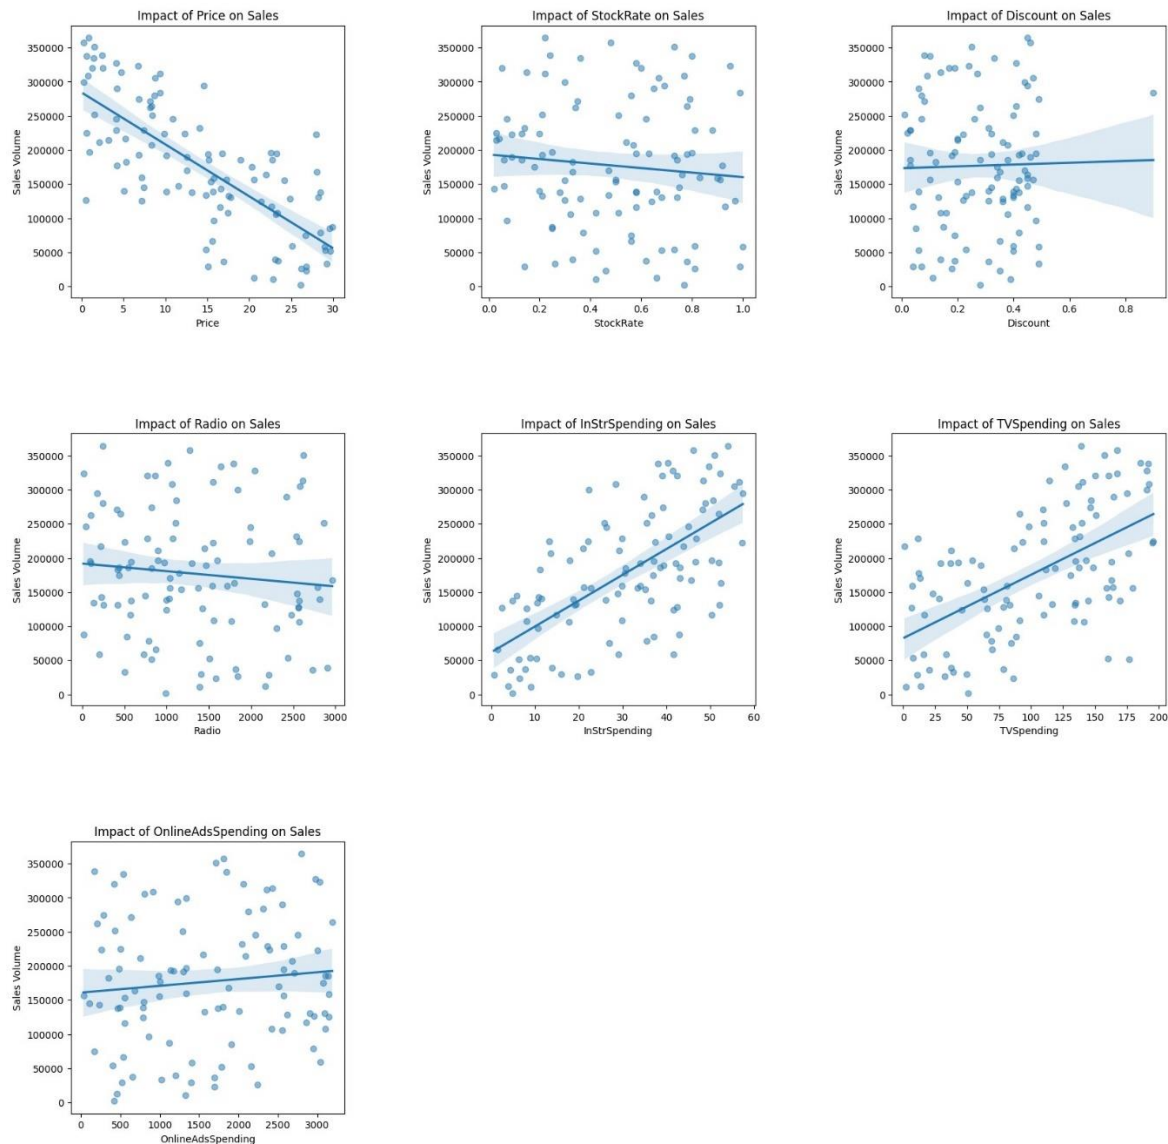 Impact of Price on Sales
350000
300000
250000
200000
150000
100000
50000
0
Sales Volume
0 5 10 15 20 25 30
Price
Impact of StockRate on Sales
350000
300000
250000
200000
150000
100000
50000
0
Sales Volume
0.0 0.2 0.4 0.6 0.8 1.0
StockRate
Impact of Discount on Sales
350000
300000
250000
200000
150000
100000
50000
0
Sales Volume
0.0 0.2 0.4 0.6 0.8
Discount
Impact of Radio on Sales
350000
300000
250000
200000
150000
100000
50000
0
Sales Volume
0 500 1000 1500 2000 2500 3000
Radio
Impact of InStrSpending on Sales
350000
300000
250000
200000
150000
100000
50000
0
Sales Volume
0 10 20 30 40 50 60
InStrSpending
Impact of TVSpending on Sales
350000
300000
250000
200000
150000
100000
50000
0
Sales Volume
0 25 50 75 100 125 150 175 200
TVSpending
Impact of OnlineAdsSpending on Sales
350000
300000
250000
200000
150000
100000
50000
0
Sales Volume
0 500 1000 1500 2000 2500 3000
OnlineAdsSpending